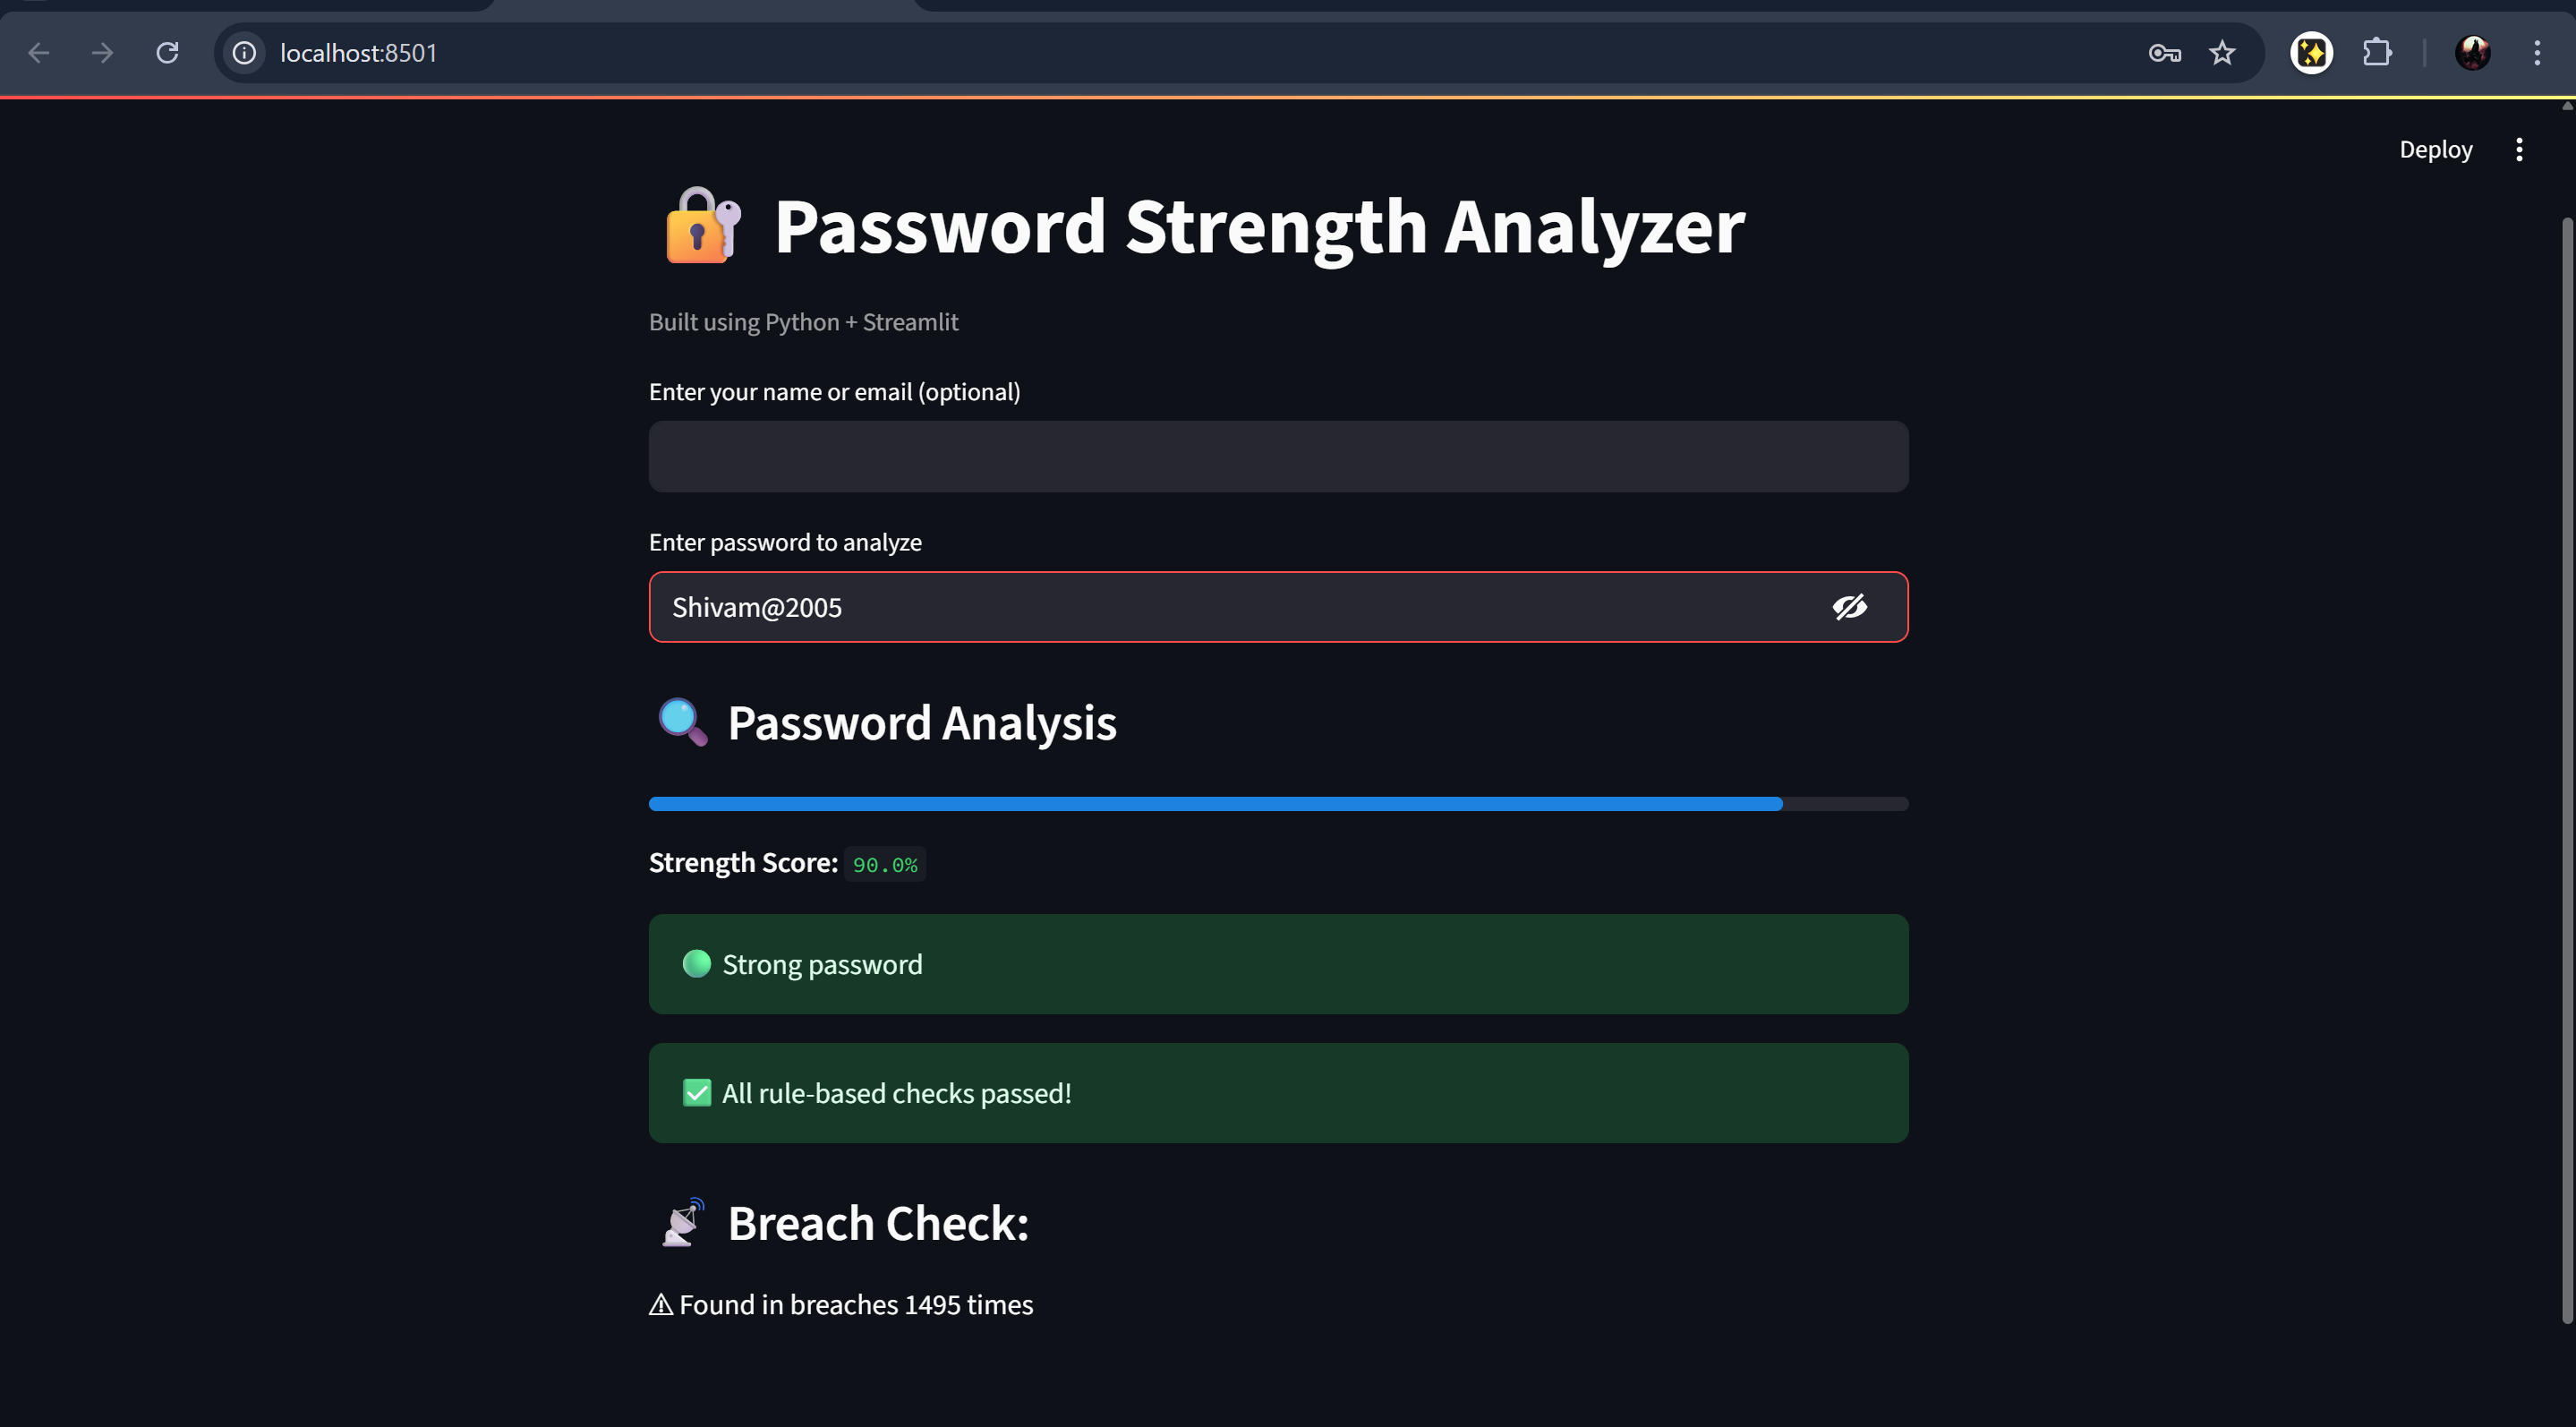 localhost:8501
Deploy
🔐 Password Strength Analyzer
Built using Python + Streamlit
Enter your name or email (optional)
Enter password to analyze
Shivam@2005
🔍 Password Analysis
Strength Score: 90.0%
🟢 Strong password
✅ All rule-based checks passed!
📡 Breach Check:
⚠ Found in breaches 1495 times